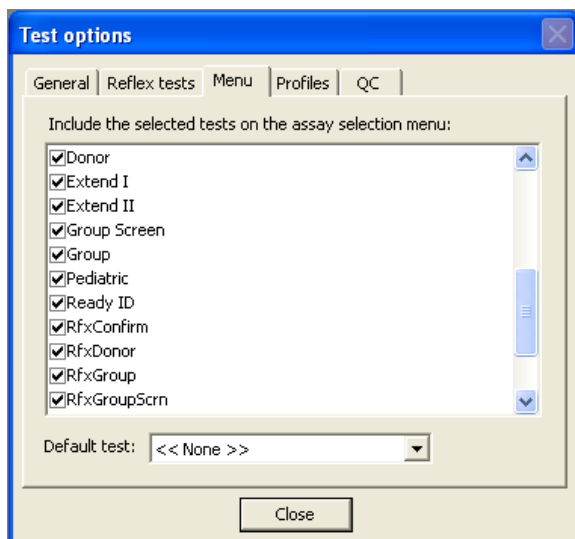 Test options
General Reflex tests Menu Profiles QC
Include the selected tests on the assay selection menu:
Donor
Extend I
Extend II
Group Screen
Group
Pediatric
Ready ID
RfxConfirm
RfxDonor
RfxGroup
RfxGroupScrn
Default test: << None >>
Close